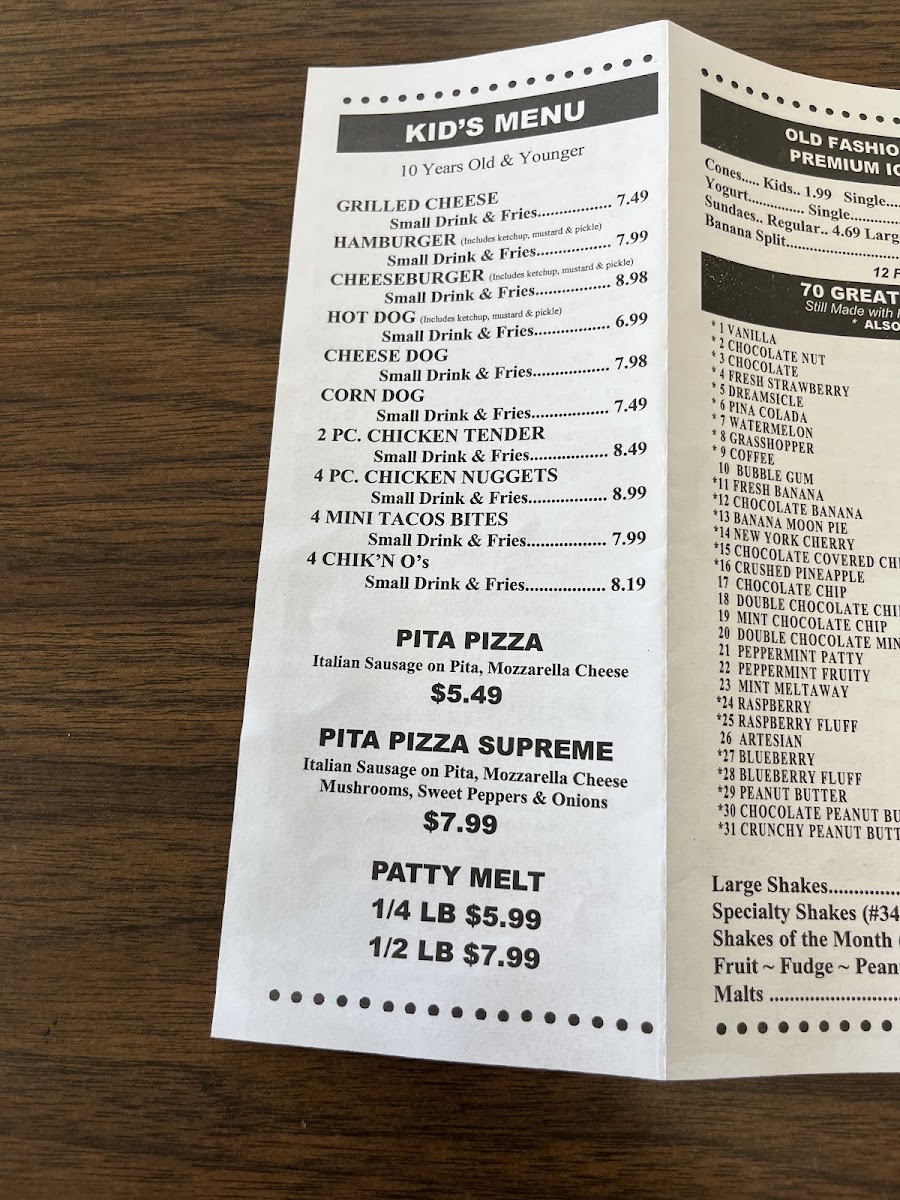 KID'S MENU
10 Years Old & Younger
GRILLED CHEESE
Small Drink & Fries................ 7.49
HAMBURGER (Includes ketchup, mustard & pickle)
Small Drink & Fries................ 7.99
CHEESEBURGER (Includes ketchup, mustard & pickle)
Small Drink & Fries................ 8.98
HOT DOG (Includes ketchup, mustard & pickle)
Small Drink & Fries................ 6.99
CHEESE DOG
Small Drink & Fries................. 7.98
CORN DOG
Small Drink & Fries................. 7.49
2 PC. CHICKEN TENDER
Small Drink & Fries................. 8.49
4 PC. CHICKEN NUGGETS
Small Drink & Fries................. 8.99
4 MINI TACOS BITES
Small Drink & Fries................. 7.99
4 CHIK'N O's
Small Drink & Fries................. 8.19
PITA PIZZA
Italian Sausage on Pita, Mozzarella Cheese
$5.49
PITA PIZZA SUPREME
Italian Sausage on Pita, Mozzarella Cheese
Mushrooms, Sweet Peppers & Onions
$7.99
PATTY MELT
1/4 LB $5.99
1/2 LB $7.99
OLD FASHIO
PREMIUM IC
Cones..... Kids.. 1.99 Single....
Yogurt.............. Single...................
Sundaes.. Regular.. 4.69 Larg
Banana Split...............................
12 F
70 GREAT
Still Made with
* ALSO
* 1 VANILLA
* 2 CHOCOLATE NUT
* 3 CHOCOLATE
* 4 FRESH STRAWBERRY
* 5 DREAMSICLE
* 6 PINA COLADA
* 7 WATERMELON
* 8 GRASSHOPPER
* 9 COFFEE
10 BUBBLE GUM
*11 FRESH BANANA
*12 CHOCOLATE BANANA
*13 BANANA MOON PIE
*14 NEW YORK CHERRY
*15 CHOCOLATE COVERED CH
*16 CRUSHED PINEAPPLE
17 CHOCOLATE CHIP
18 DOUBLE CHOCOLATE CHI
19 MINT CHOCOLATE CHIP
20 DOUBLE CHOCOLATE MIN
21 PEPPERMINT PATTY
22 PEPPERMINT FRUITY
23 MINT MELTAWAY
*24 RASPBERRY
*25 RASPBERRY FLUFF
26 ARTESIAN
*27 BLUEBERRY
*28 BLUEBERRY FLUFF
*29 PEANUT BUTTER
*30 CHOCOLATE PEANUT BU
*31 CRUNCHY PEANUT BUTT
Large Shakes..............
Specialty Shakes (#34
Shakes of the Month (
Fruit ~ Fudge ~ Pean
Malts .........................